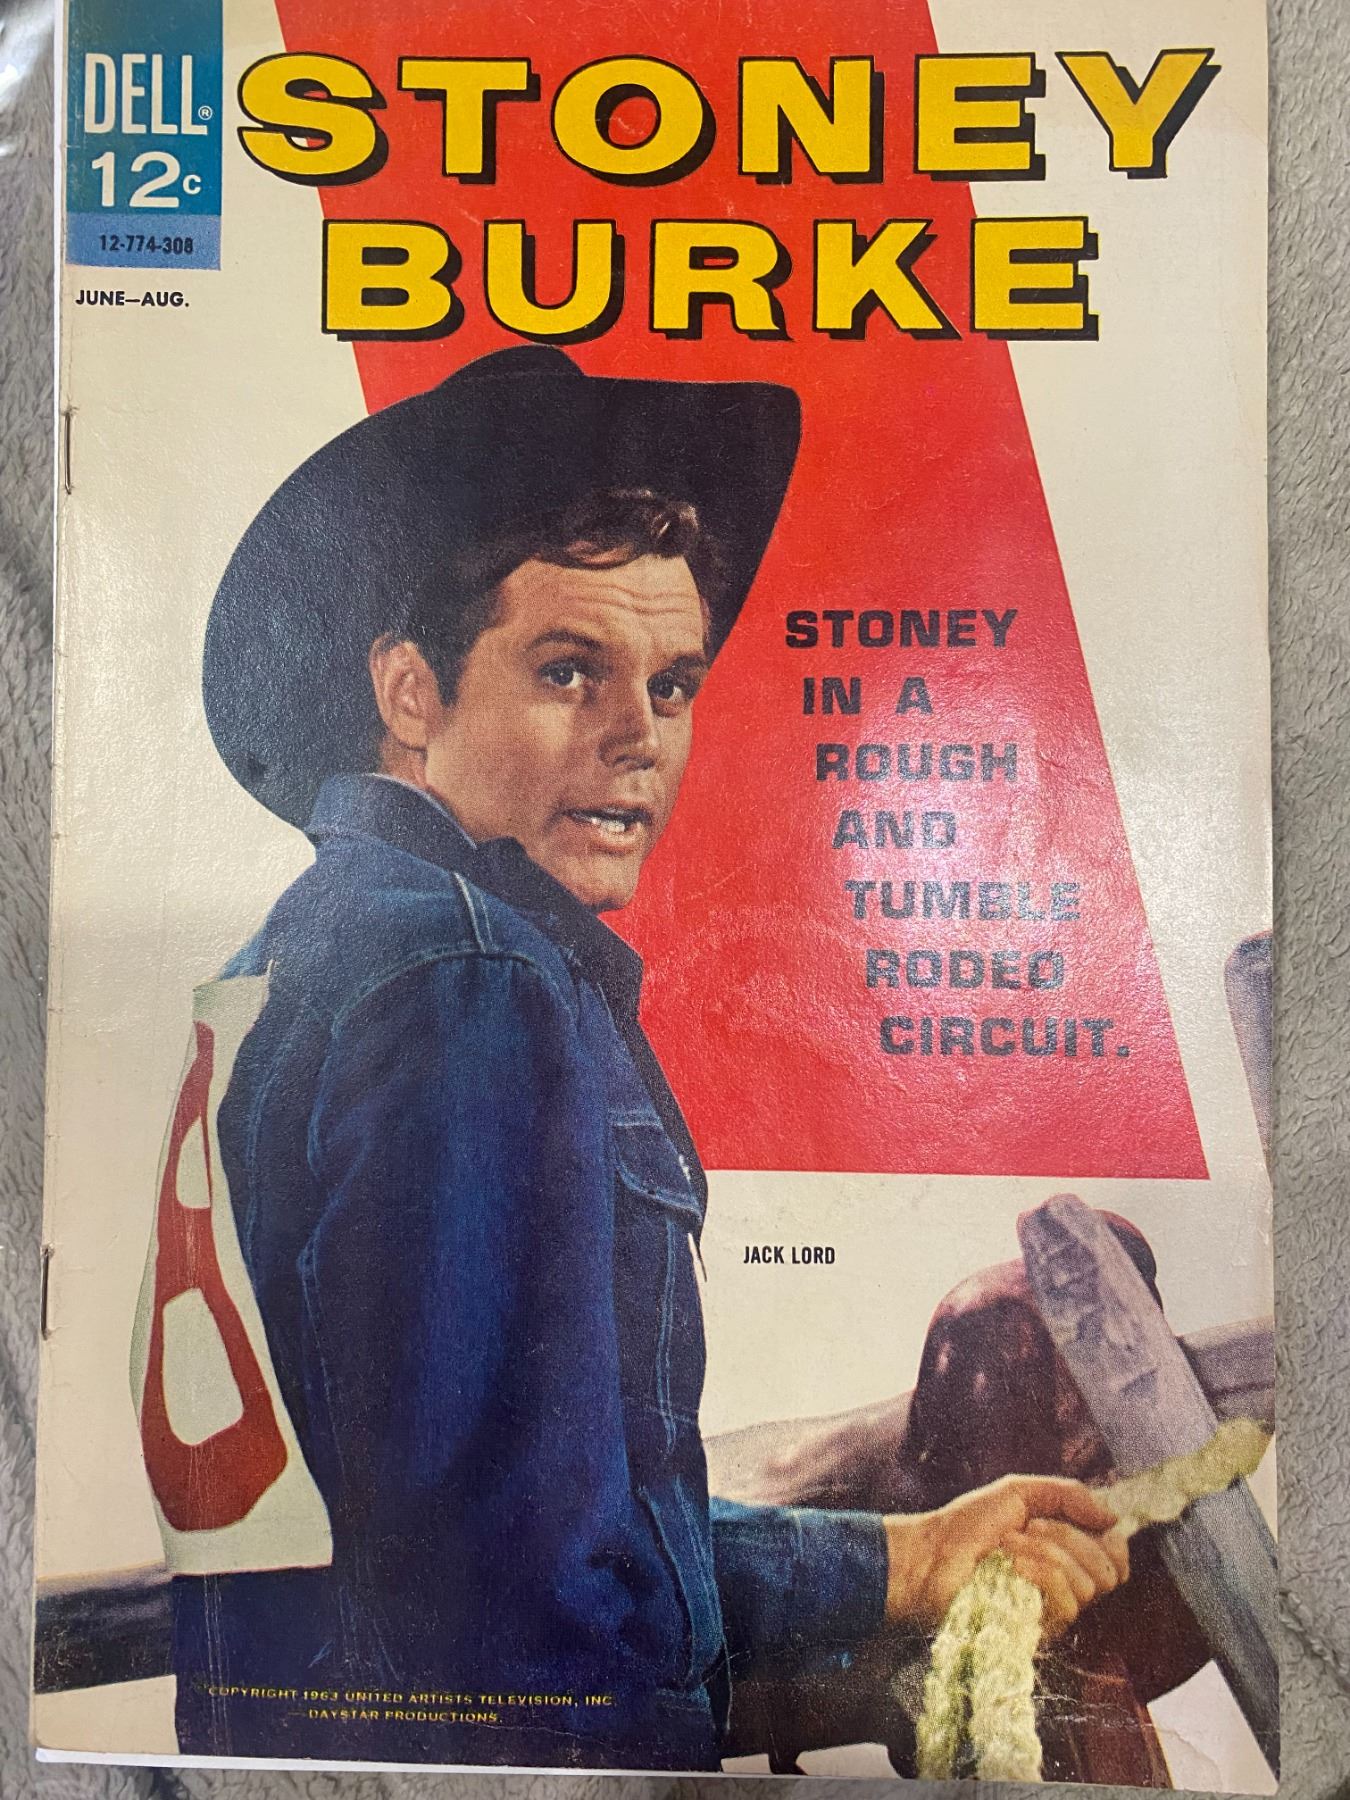 DELL®
12c
12-774-308
JUNE—AUG.
STONEY
BURKE
STONEY
IN A
ROUGH
AND
TUMBLE
RODEO
CIRCUIT.
JACK LORD
8
COPYRIGHT 1963 UNITED ARTISTS TELEVISION, INC.
—DAYSTAR PRODUCTIONS.